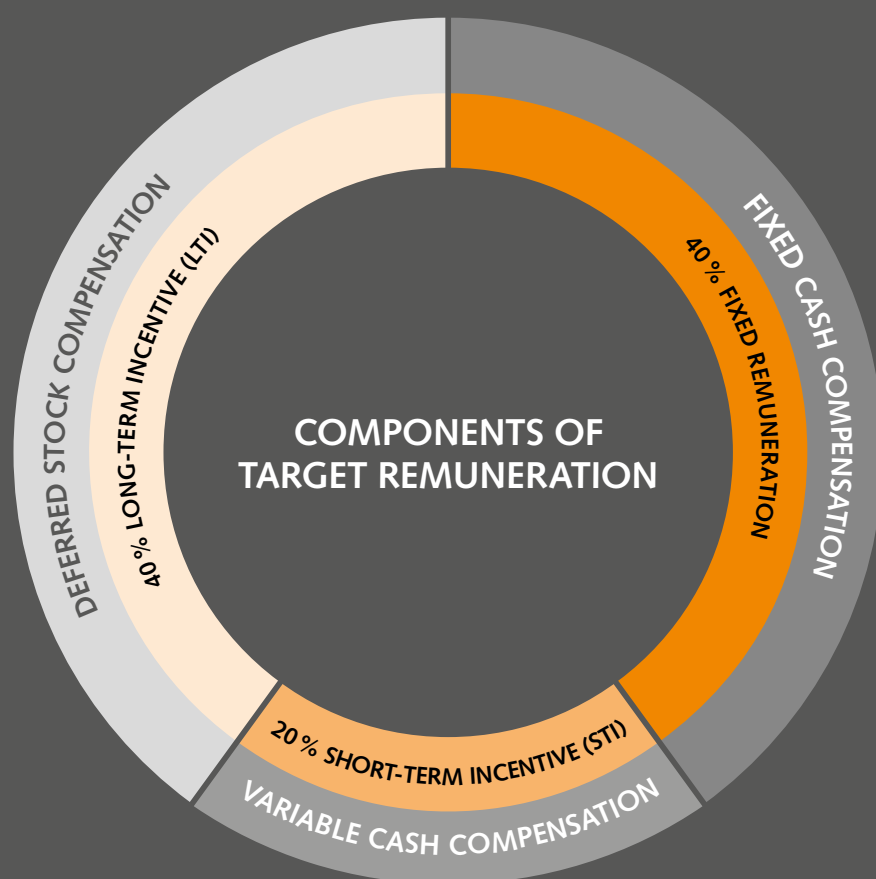 COMPONENTS OF
TARGET REMUNERATION
FIXED CASH COMPENSATION
40 % FIXED REMUNERATION
20 % SHORT-TERM INCENTIVE (STI)
VARIABLE CASH COMPENSATION
DEFERRED STOCK COMPENSATION
40 % LONG-TERM INCENTIVE (LTI)